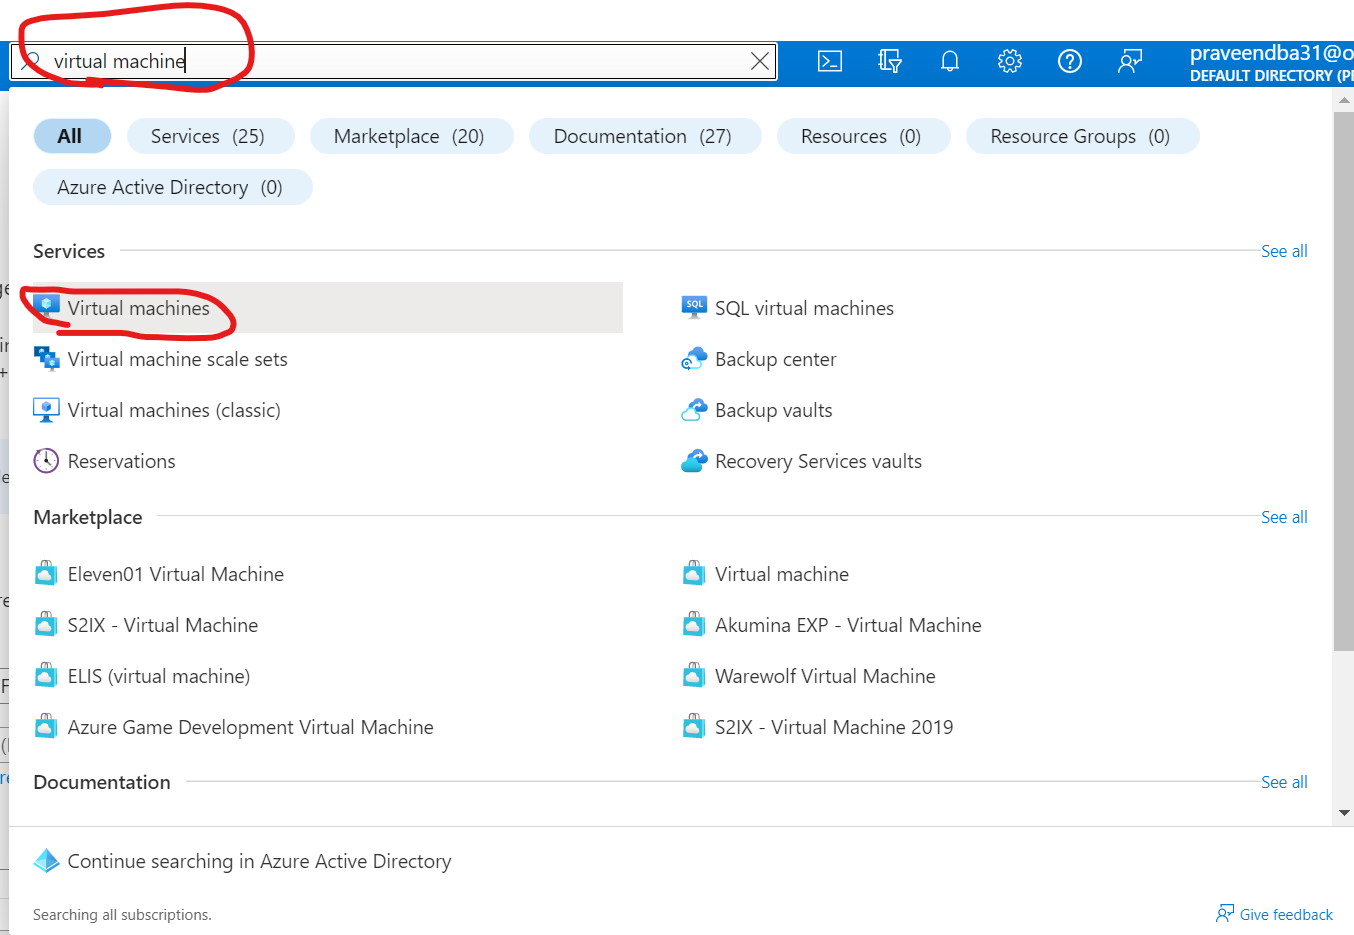 virtual machine
praveendba31@o
DEFAULT DIRECTORY (P
All
Services (25)
Marketplace (20)
Documentation (27)
Resources (0)
Resource Groups (0)
Azure Active Directory (0)
Services
See all
Virtual machines
SQL virtual machines
Virtual machine scale sets
Backup center
Virtual machines (classic)
Backup vaults
Reservations
Recovery Services vaults
Marketplace
See all
Eleven01 Virtual Machine
Virtual machine
S2IX - Virtual Machine
Akumina EXP - Virtual Machine
ELIS (virtual machine)
Warewolf Virtual Machine
Azure Game Development Virtual Machine
S2IX - Virtual Machine 2019
Documentation
See all
Continue searching in Azure Active Directory
Searching all subscriptions.
Give feedback